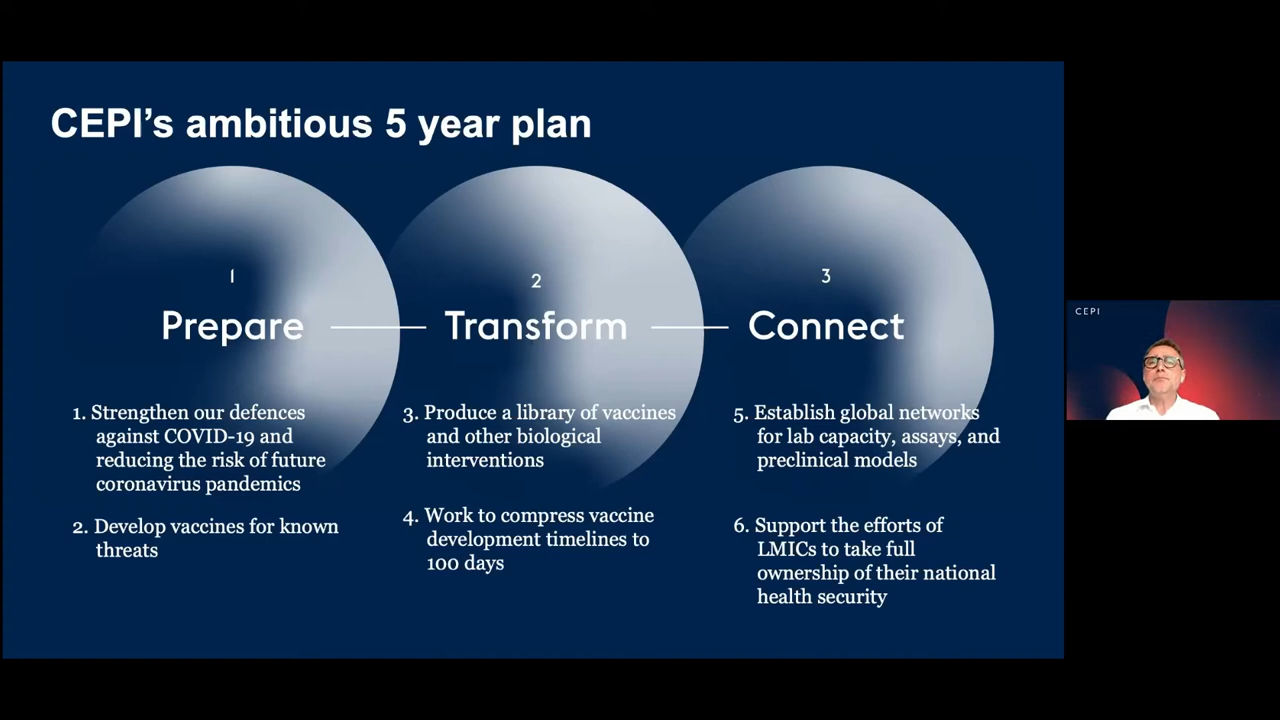 CEPI's ambitious 5 year plan
1
Prepare
2
Transform
3
Connect
1. Strengthen our defences
against COVID-19 and
reducing the risk of future
coronavirus pandemics
2. Develop vaccines for known
threats
3. Produce a library of vaccines
and other biological
interventions
4. Work to compress vaccine
development timelines to
100 days
5. Establish global networks
for lab capacity, assays, and
preclinical models
6. Support the efforts of
LMICs to take full
ownership of their national
health security
CEPI